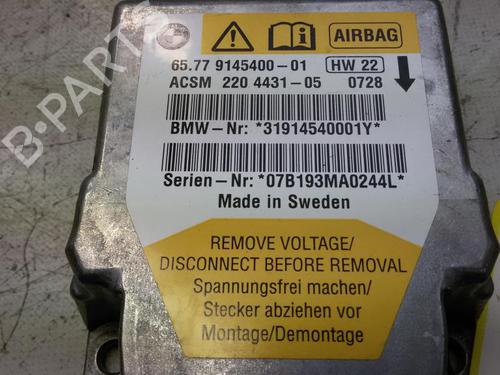 AIRBAG
65.77 9145400-01 HW 22
ACSM 220 4431-05 0728
BMW-Nr: *31914540001Y*
Serien-Nr: *07B193MA0244L*
Made in Sweden
REMOVE VOLTAGE/
DISCONNECT BEFORE REMOVAL
Spannungsfrei machen/
Stecker abziehen vor
Montage/Demontage
B-PARTS